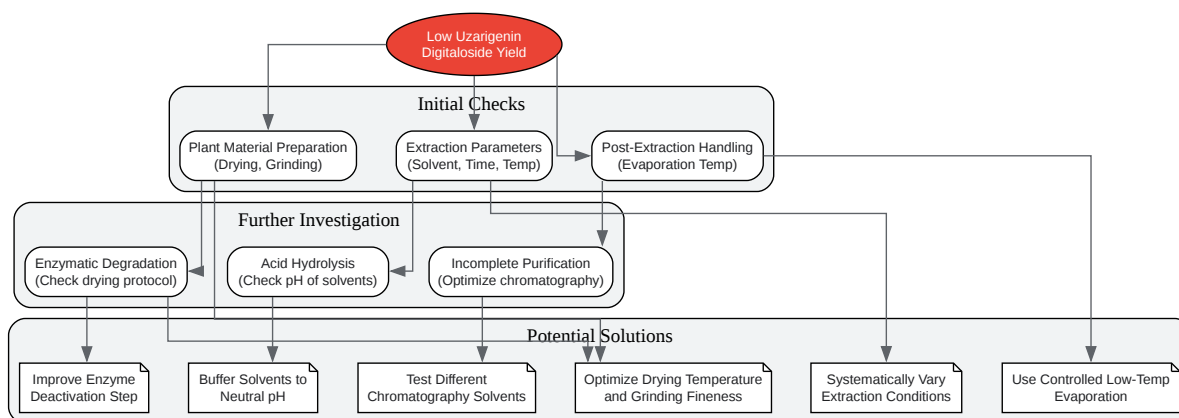 Low Uzarigenin
Digitaloside Yield
Initial Checks
Plant Material Preparation
(Drying, Grinding)
Extraction Parameters
(Solvent, Time, Temp)
Post-Extraction Handling
(Evaporation Temp)
Further Investigation
Enzymatic Degradation
(Check drying protocol)
Acid Hydrolysis
(Check pH of solvents)
Incomplete Purification
(Optimize chromatography)
Potential Solutions
Improve Enzyme
Deactivation Step
Buffer Solvents to
Neutral pH
Test Different
Chromatography Solvents
Optimize Drying Temperature
and Grinding Fineness
Systematically Vary
Extraction Conditions
Use Controlled Low-Temp
Evaporation